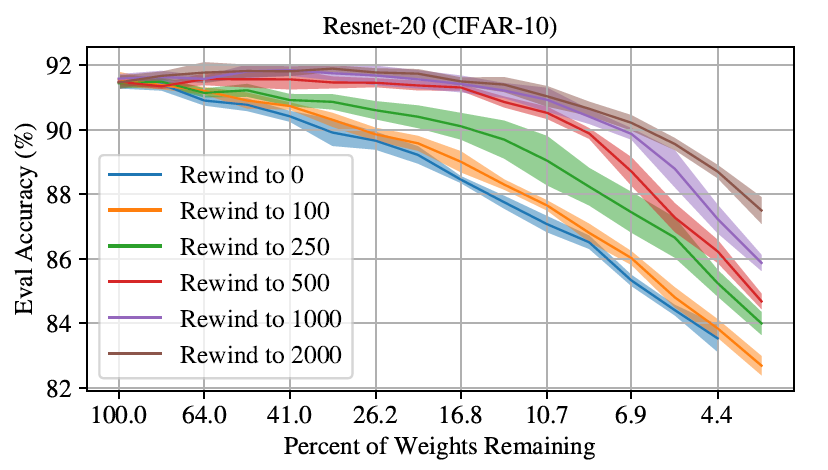 Resnet-20 (CIFAR-10)
Eval Accuracy (%)
92
90
88
86
84
82
Rewind to 0
Rewind to 100
Rewind to 250
Rewind to 500
Rewind to 1000
Rewind to 2000
100.0 64.0 41.0 26.2 16.8 10.7 6.9 4.4
Percent of Weights Remaining